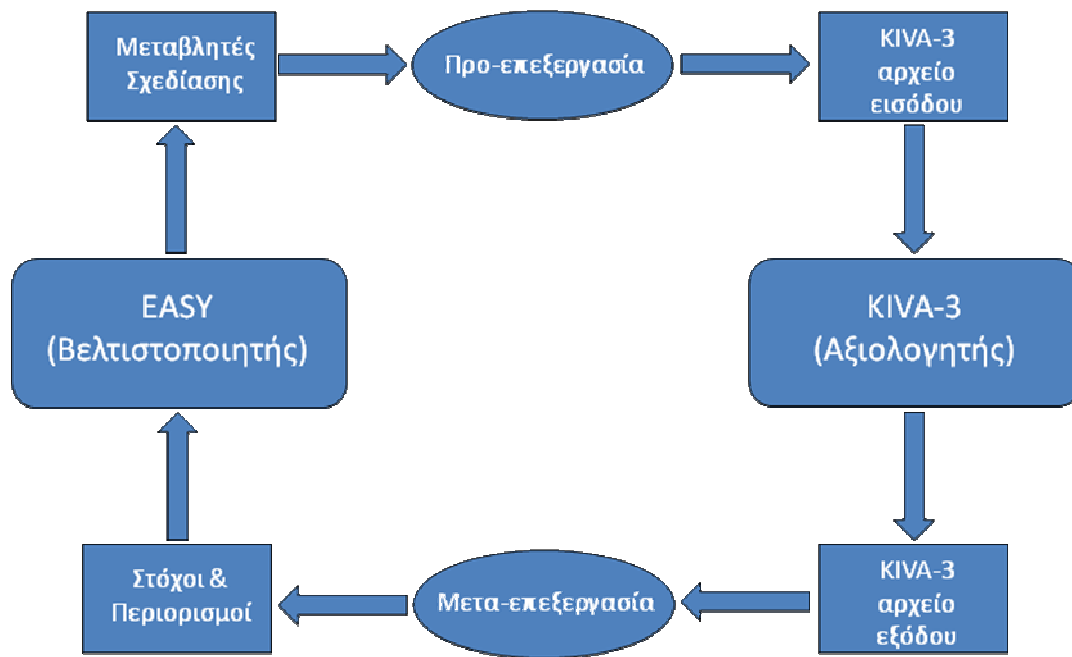 Μεταβλητές
Σχεδίασης
Προ-επεξεργασία
KIVA-3
αρχείο
εισόδου
EASY
(Βελτιστοποιητής)
KIVA-3
(Αξιολογητής)
Στόχοι &
Περιορισμοί
Μετα-επεξεργασία
KIVA-3
αρχείο
εξόδου